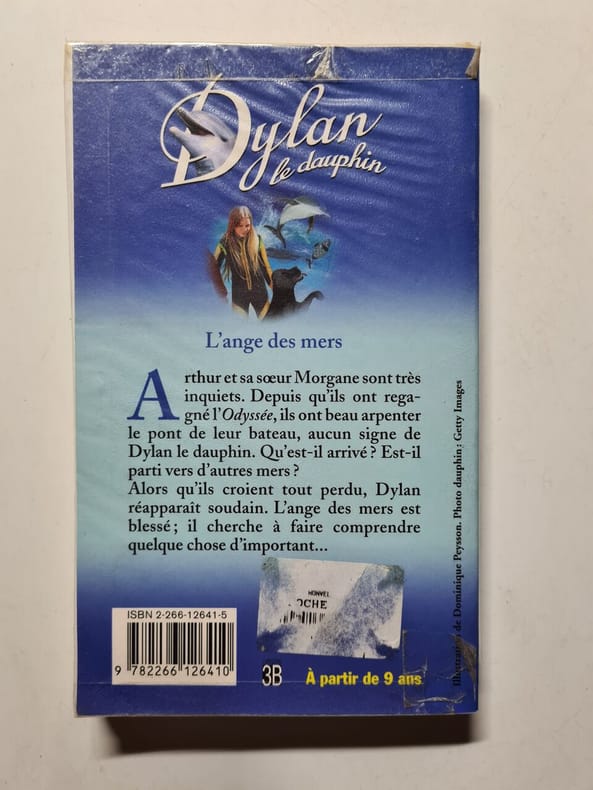 Dylan
le dauphin
L'ange des mers
Arthur et sa sœur Morgane sont très
inquiets. Depuis qu'ils ont rega-
gné l'Odyssée, ils ont beau arpenter
le pont de leur bateau, aucun signe de
Dylan le dauphin. Qu'est-il arrivé ? Est-il
parti vers d'autres mers ?
Alors qu'ils croient tout perdu, Dylan
réapparaît soudain. L'ange des mers est
blessé ; il cherche à faire comprendre
quelque chose d'important...
de Dominique Peysson. Photo dauphin : Getty Images
OCHE
ISBN 2-266-12641-5
9 782266 126410
3B
À partir de 9 ans